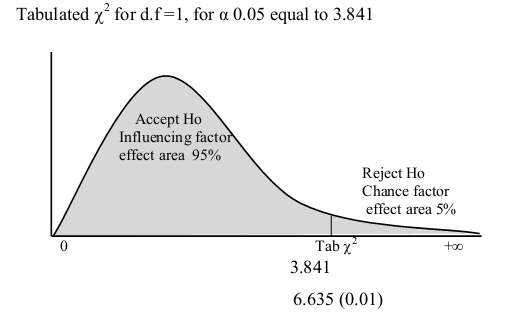 Tabulated χ² for d.f=1, for α 0.05 equal to 3.841
Accept Ho
Influencing factor
effect area 95%
Reject Ho
Chance factor
effect area 5%
0
Tab χ²
+∞
3.841
6.635 (0.01)